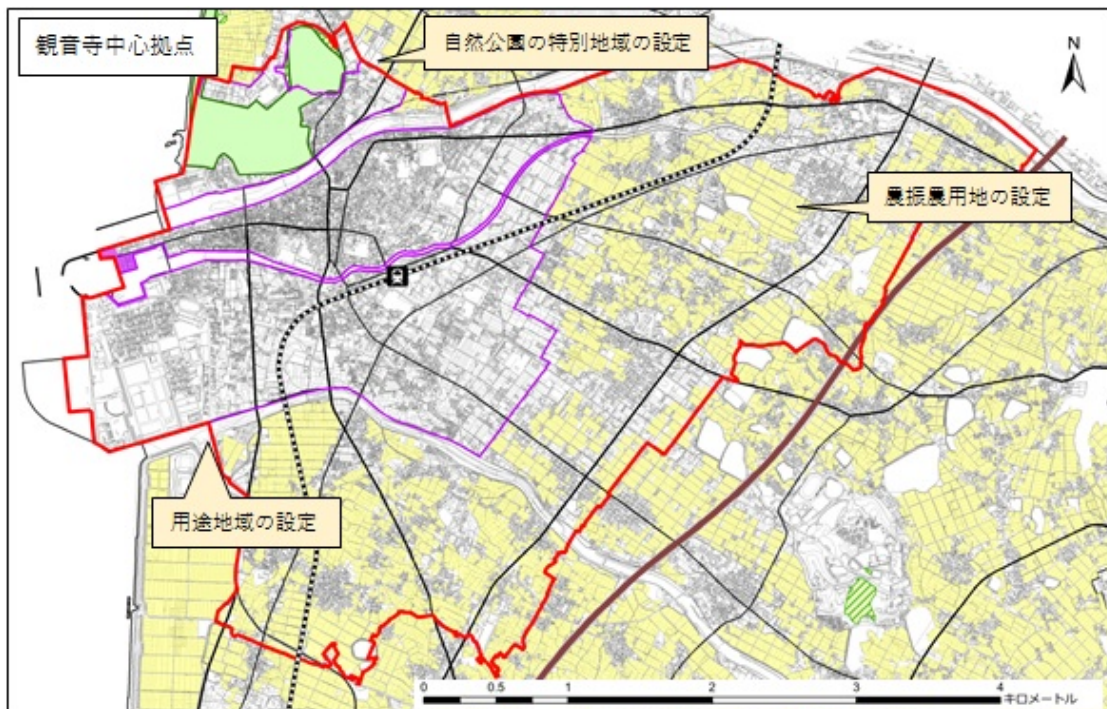 観音寺中心拠点
自然公園の特別地域の設定
N
農振農用地の設定
用途地域の設定
0 0.5 1 2 3 4
キロメートル